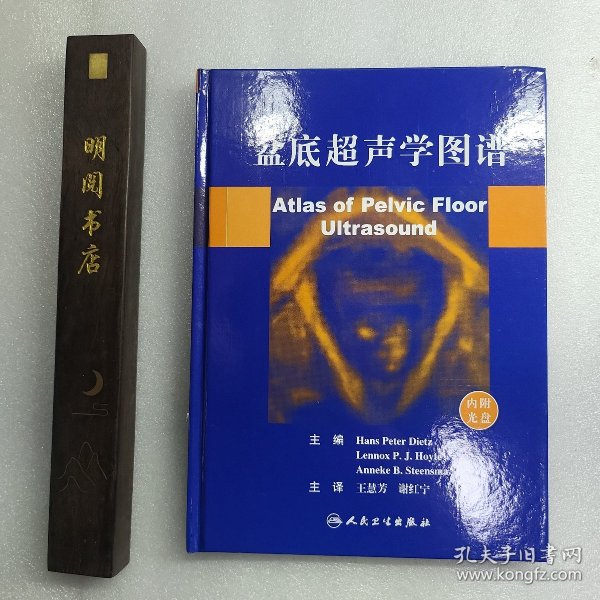 明阅书店
盆底超声学图谱
Atlas of Pelvic Floor
Ultrasound
内附
光盘
主 编 Hans Peter Dietz
Lennox P. J. Hoyte
Anneke B. Steensma
主 译 王慧芳 谢红宁
人民卫生出版社
孔夫子旧书网
www.kongfz.com